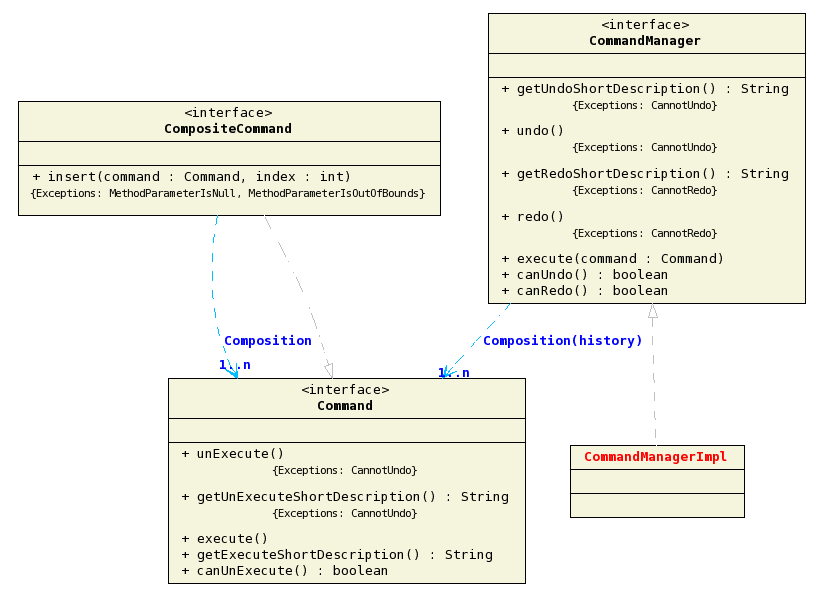 <interface>
CommandManager
+ getUndoShortDescription() : String
{Exceptions: CannotUndo}
+ undo()
{Exceptions: CannotUndo}
+ getRedoShortDescription() : String
{Exceptions: CannotRedo}
+ redo()
{Exceptions: CannotRedo}
+ execute(command : Command)
+ canUndo() : boolean
+ canRedo() : boolean
<interface>
CompositeCommand
+ insert(command : Command, index : int)
{Exceptions: MethodParameterIsNull, MethodParameterIsOutOfBounds}
Composition
1..n
Composition(history)
1..n
<interface>
Command
+ unExecute()
{Exceptions: CannotUndo}
+ getUnExecuteShortDescription() : String
{Exceptions: CannotUndo}
+ execute()
+ getExecuteShortDescription() : String
+ canUnExecute() : boolean
CommandManagerImpl